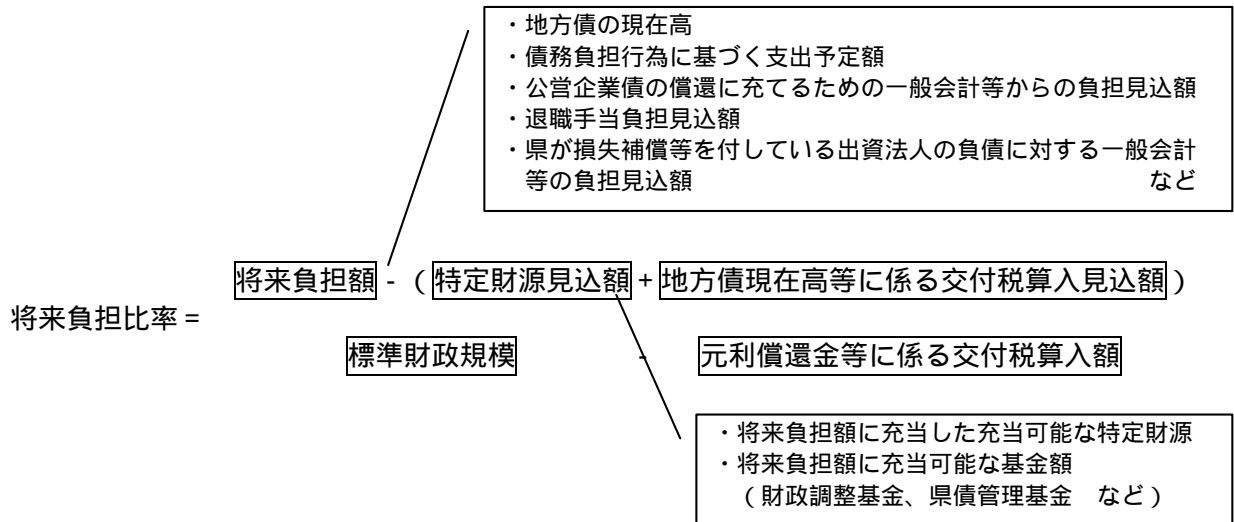 ・地方債の現在高
・債務負担行為に基づく支出予定額
・公営企業債の償還に充てるための一般会計等からの負担見込額
・退職手当負担見込額
・県が損失補償等を付している出資法人の負債に対する一般会計
等の負担見込額 など
将来負担額 - （ 特定財源見込額 + 地方債現在高等に係る交付税算入見込額 ）
将来負担比率 =
標準財政規模 - 元利償還金等に係る交付税算入額
・将来負担額に充当した充当可能な特定財源
・将来負担額に充当可能な基金額
（財政調整基金、県債管理基金 など）